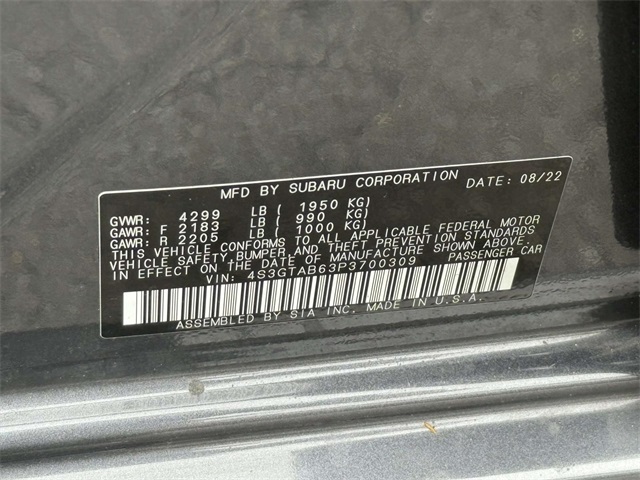 MFD BY SUBARU CORPORATION DATE: 08/22
GVWR: 4299 LB ( 1950 KG)
GAWR: F 2183 LB ( 990 KG)
GAWR: R 2205 LB ( 1000 KG)
THIS VEHICLE CONFORMS TO ALL APPLICABLE FEDERAL MOTOR
VEHICLE SAFETY, BUMPER AND THEFT PREVENTION STANDARDS
IN EFFECT ON THE DATE OF MANUFACTURE SHOWN ABOVE.
VIN: 4S3GTAB63P3700309 PASSENGER CAR
ASSEMBLED BY SIA INC. MADE IN U.S.A.